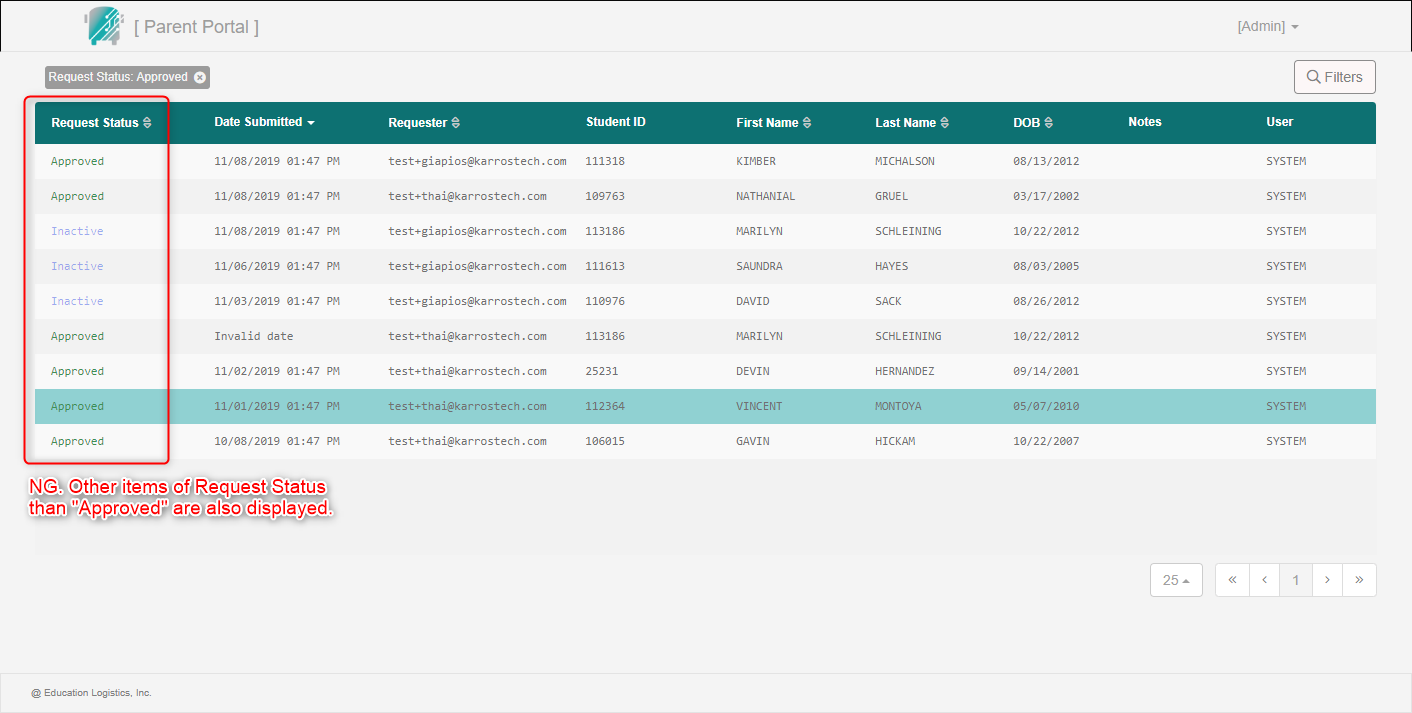 [ Parent Portal ]
[Admin]
Request Status: Approved
Filters
Request Status Date Submitted Requester Student ID First Name Last Name DOB Notes User
Approved 11/08/2019 01:47 PM test+giapios@karrostech.com 111318 KIMBER MICHALSON 08/13/2012 SYSTEM
Approved 11/08/2019 01:47 PM test+thai@karrostech.com 109763 NATHANIAL GRUEL 03/17/2002 SYSTEM
Inactive 11/08/2019 01:47 PM test+giapios@karrostech.com 113186 MARILYN SCHLEINING 10/22/2012 SYSTEM
Inactive 11/06/2019 01:47 PM test+giapios@karrostech.com 111613 SAUNDRA HAYES 08/03/2005 SYSTEM
Inactive 11/03/2019 01:47 PM test+giapios@karrostech.com 110976 DAVID SACK 08/26/2012 SYSTEM
Approved Invalid date test+thai@karrostech.com 113186 MARILYN SCHLEINING 10/22/2012 SYSTEM
Approved 11/02/2019 01:47 PM test+thai@karrostech.com 25231 DEVIN HERNANDEZ 09/14/2001 SYSTEM
Approved 11/01/2019 01:47 PM test+thai@karrostech.com 112364 VINCENT MONTOYA 05/07/2010 SYSTEM
Approved 10/08/2019 01:47 PM test+thai@karrostech.com 106015 GAVIN HICKAM 10/22/2007 SYSTEM
NG. Other items of Request Status
than "Approved" are also displayed.
25 « ‹ 1 › »
@ Education Logistics, Inc.